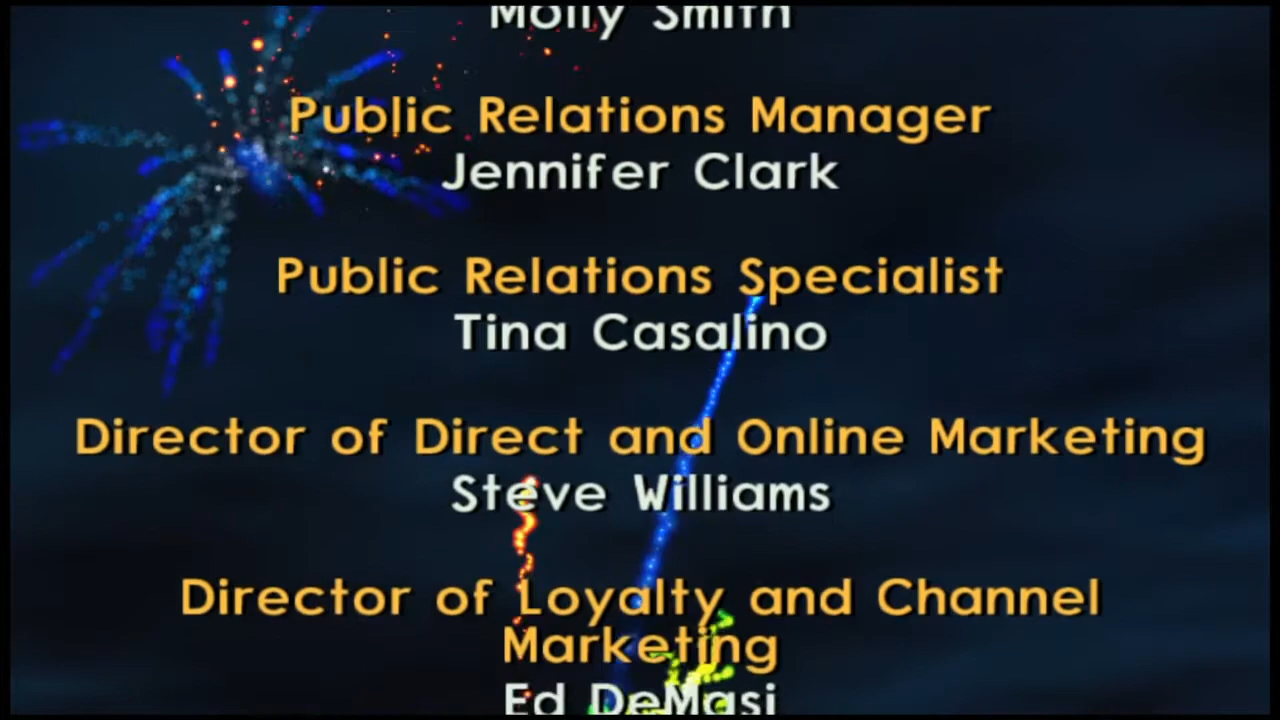 Molly Smith
Public Relations Manager
Jennifer Clark
Public Relations Specialist
Tina Casalino
Director of Direct and Online Marketing
Steve Williams
Director of Loyalty and Channel
Marketing
Ed DeMasi